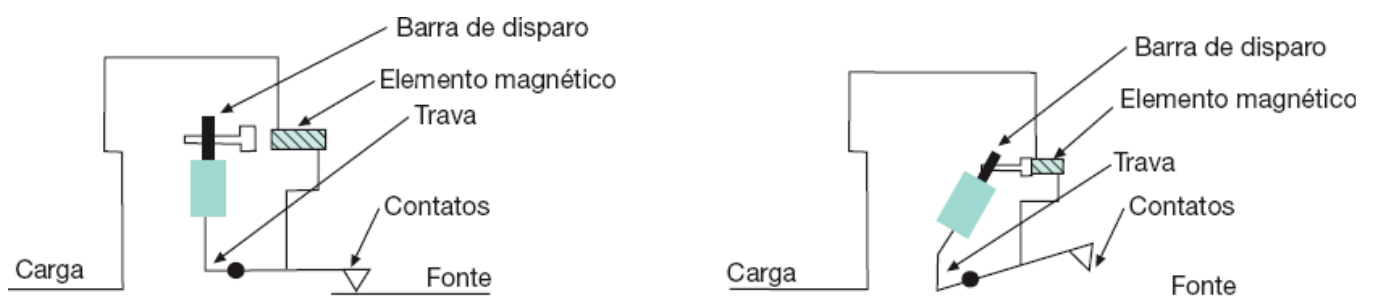 Barra de disparo
Elemento magnético
Trava
Contatos
Carga
Fonte
Barra de disparo
Elemento magnético
Trava
Contatos
Carga
Fonte